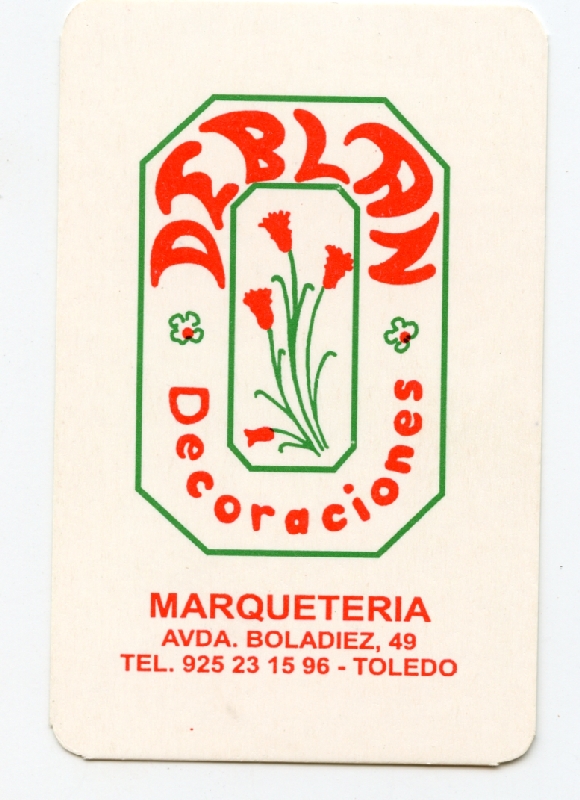 DEBLAN
Decoraciones
MARQUETERIA
AVDA. BOLADIEZ, 49
TEL. 925 23 15 96 - TOLEDO